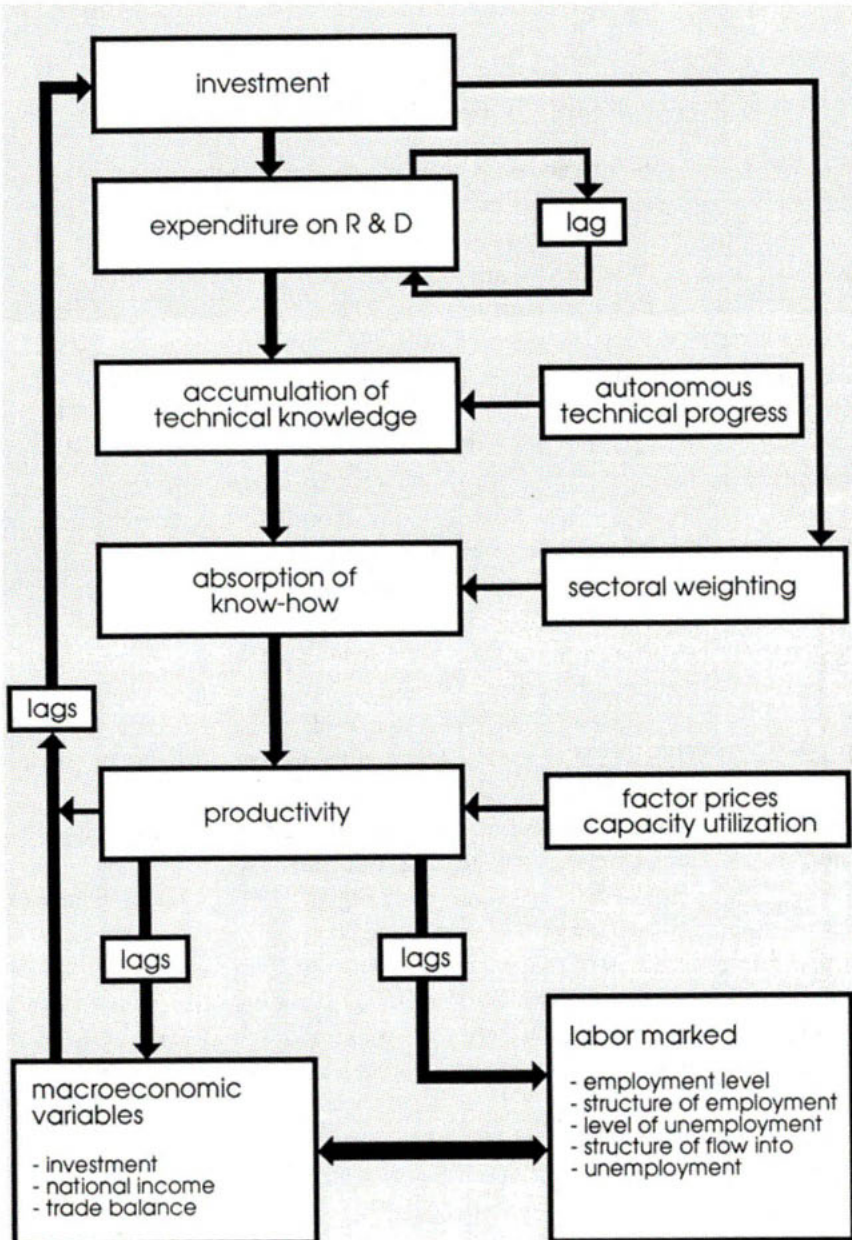 investment
expenditure on R & D
lag
accumulation of
technical knowledge
autonomous
technical progress
absorption of
know-how
sectoral weighting
lags
productivity
factor prices
capacity utilization
lags
lags
macroeconomic
variables
- investment
- national income
- trade balance
labor marked
- employment level
- structure of employment
- level of unemployment
- structure of flow into
- unemployment